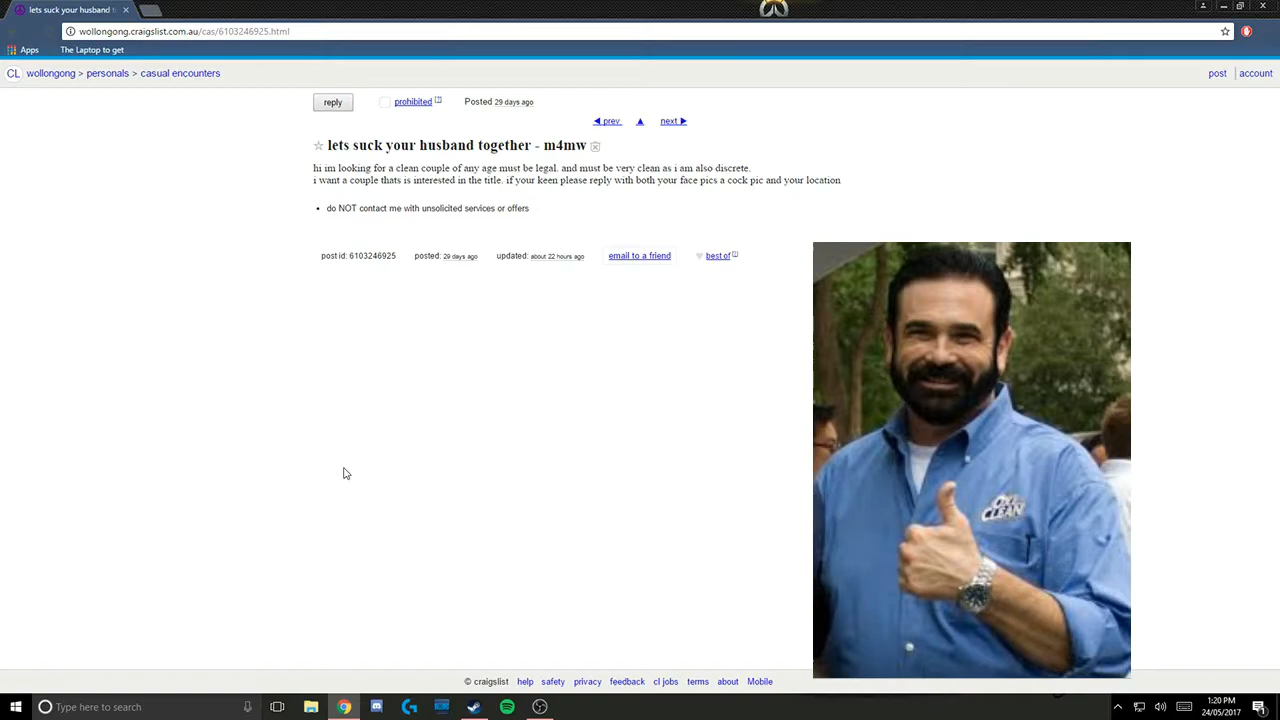 lets suck your husband t
wollongong.craigslist.com.au/cas/6103246925.html
Apps The Laptop to get
CL wollongong > personals > casual encounters post account
reply prohibited [?] Posted 29 days ago
◀ prev ▲ next ▶
☆ lets suck your husband together - m4mw
hi im looking for a clean couple of any age must be legal. and must be very clean as i am also discrete.
i want a couple thats is interested in the title. if your keen please reply with both your face pics a cock pic and your location
• do NOT contact me with unsolicited services or offers
post id: 6103246925 posted: 29 days ago updated: about 22 hours ago email to a friend ♥ best of [?]
OXI
CLEAN
© craigslist help safety privacy feedback cl jobs terms about Mobile
Type here to search 1:20 PM
24/05/2017